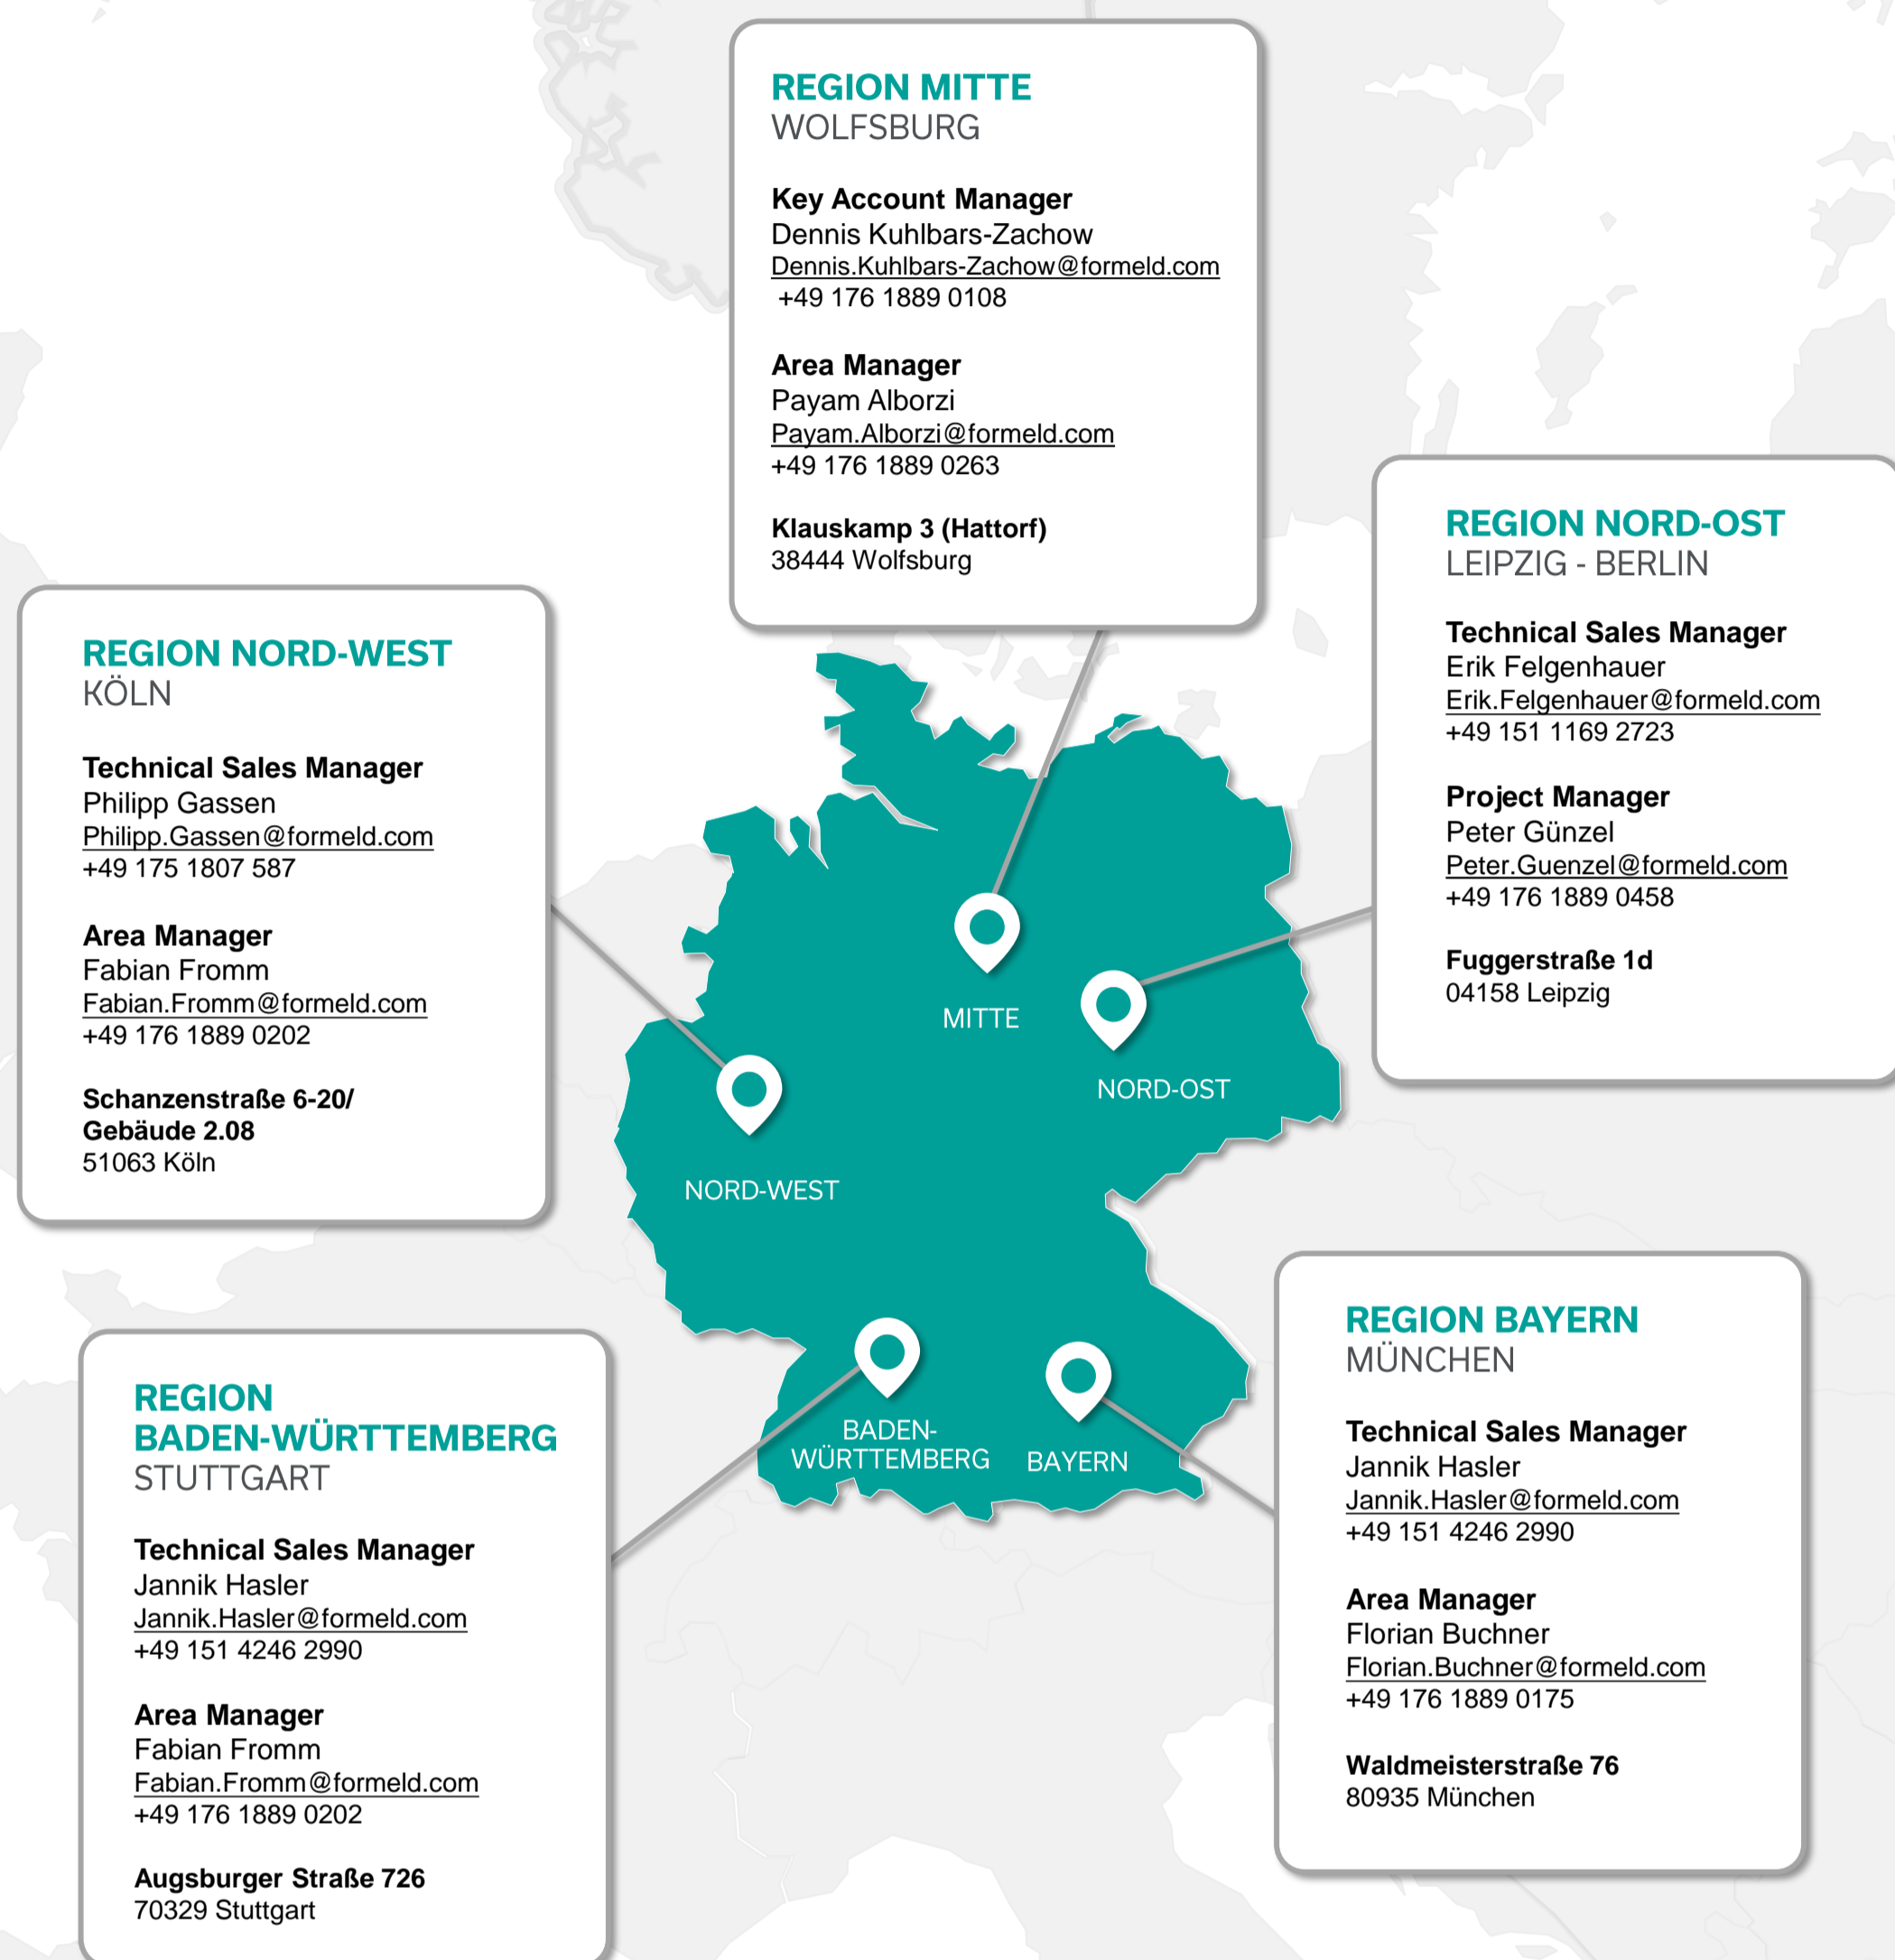 REGION MITTE
WOLFSBURG
Key Account Manager
Dennis Kuhlbars-Zachow
Dennis.Kuhlbars-Zachow@formeld.com
+49 176 1889 0108
Area Manager
Payam Alborzi
Payam.Alborzi@formeld.com
+49 176 1889 0263
Klauskamp 3 (Hattorf)
38444 Wolfsburg
REGION NORD-OST
LEIPZIG - BERLIN
Technical Sales Manager
Erik Felgenhauer
Erik.Felgenhauer@formeld.com
+49 151 1169 2723
Project Manager
Peter Günzel
Peter.Guenzel@formeld.com
+49 176 1889 0458
Fuggerstraße 1d
04158 Leipzig
REGION NORD-WEST
KÖLN
Technical Sales Manager
Philipp Gassen
Philipp.Gassen@formeld.com
+49 175 1807 587
Area Manager
Fabian Fromm
Fabian.Fromm@formeld.com
+49 176 1889 0202
Schanzenstraße 6-20/
Gebäude 2.08
51063 Köln
MITTE
NORD-OST
NORD-WEST
BADEN-
WÜRTTEMBERG
BAYERN
REGION BAYERN
MÜNCHEN
Technical Sales Manager
Jannik Hasler
Jannik.Hasler@formeld.com
+49 151 4246 2990
Area Manager
Florian Buchner
Florian.Buchner@formeld.com
+49 176 1889 0175
Waldmeisterstraße 76
80935 München
REGION
BADEN-WÜRTTEMBERG
STUTTGART
Technical Sales Manager
Jannik Hasler
Jannik.Hasler@formeld.com
+49 151 4246 2990
Area Manager
Fabian Fromm
Fabian.Fromm@formeld.com
+49 176 1889 0202
Augsburger Straße 726
70329 Stuttgart